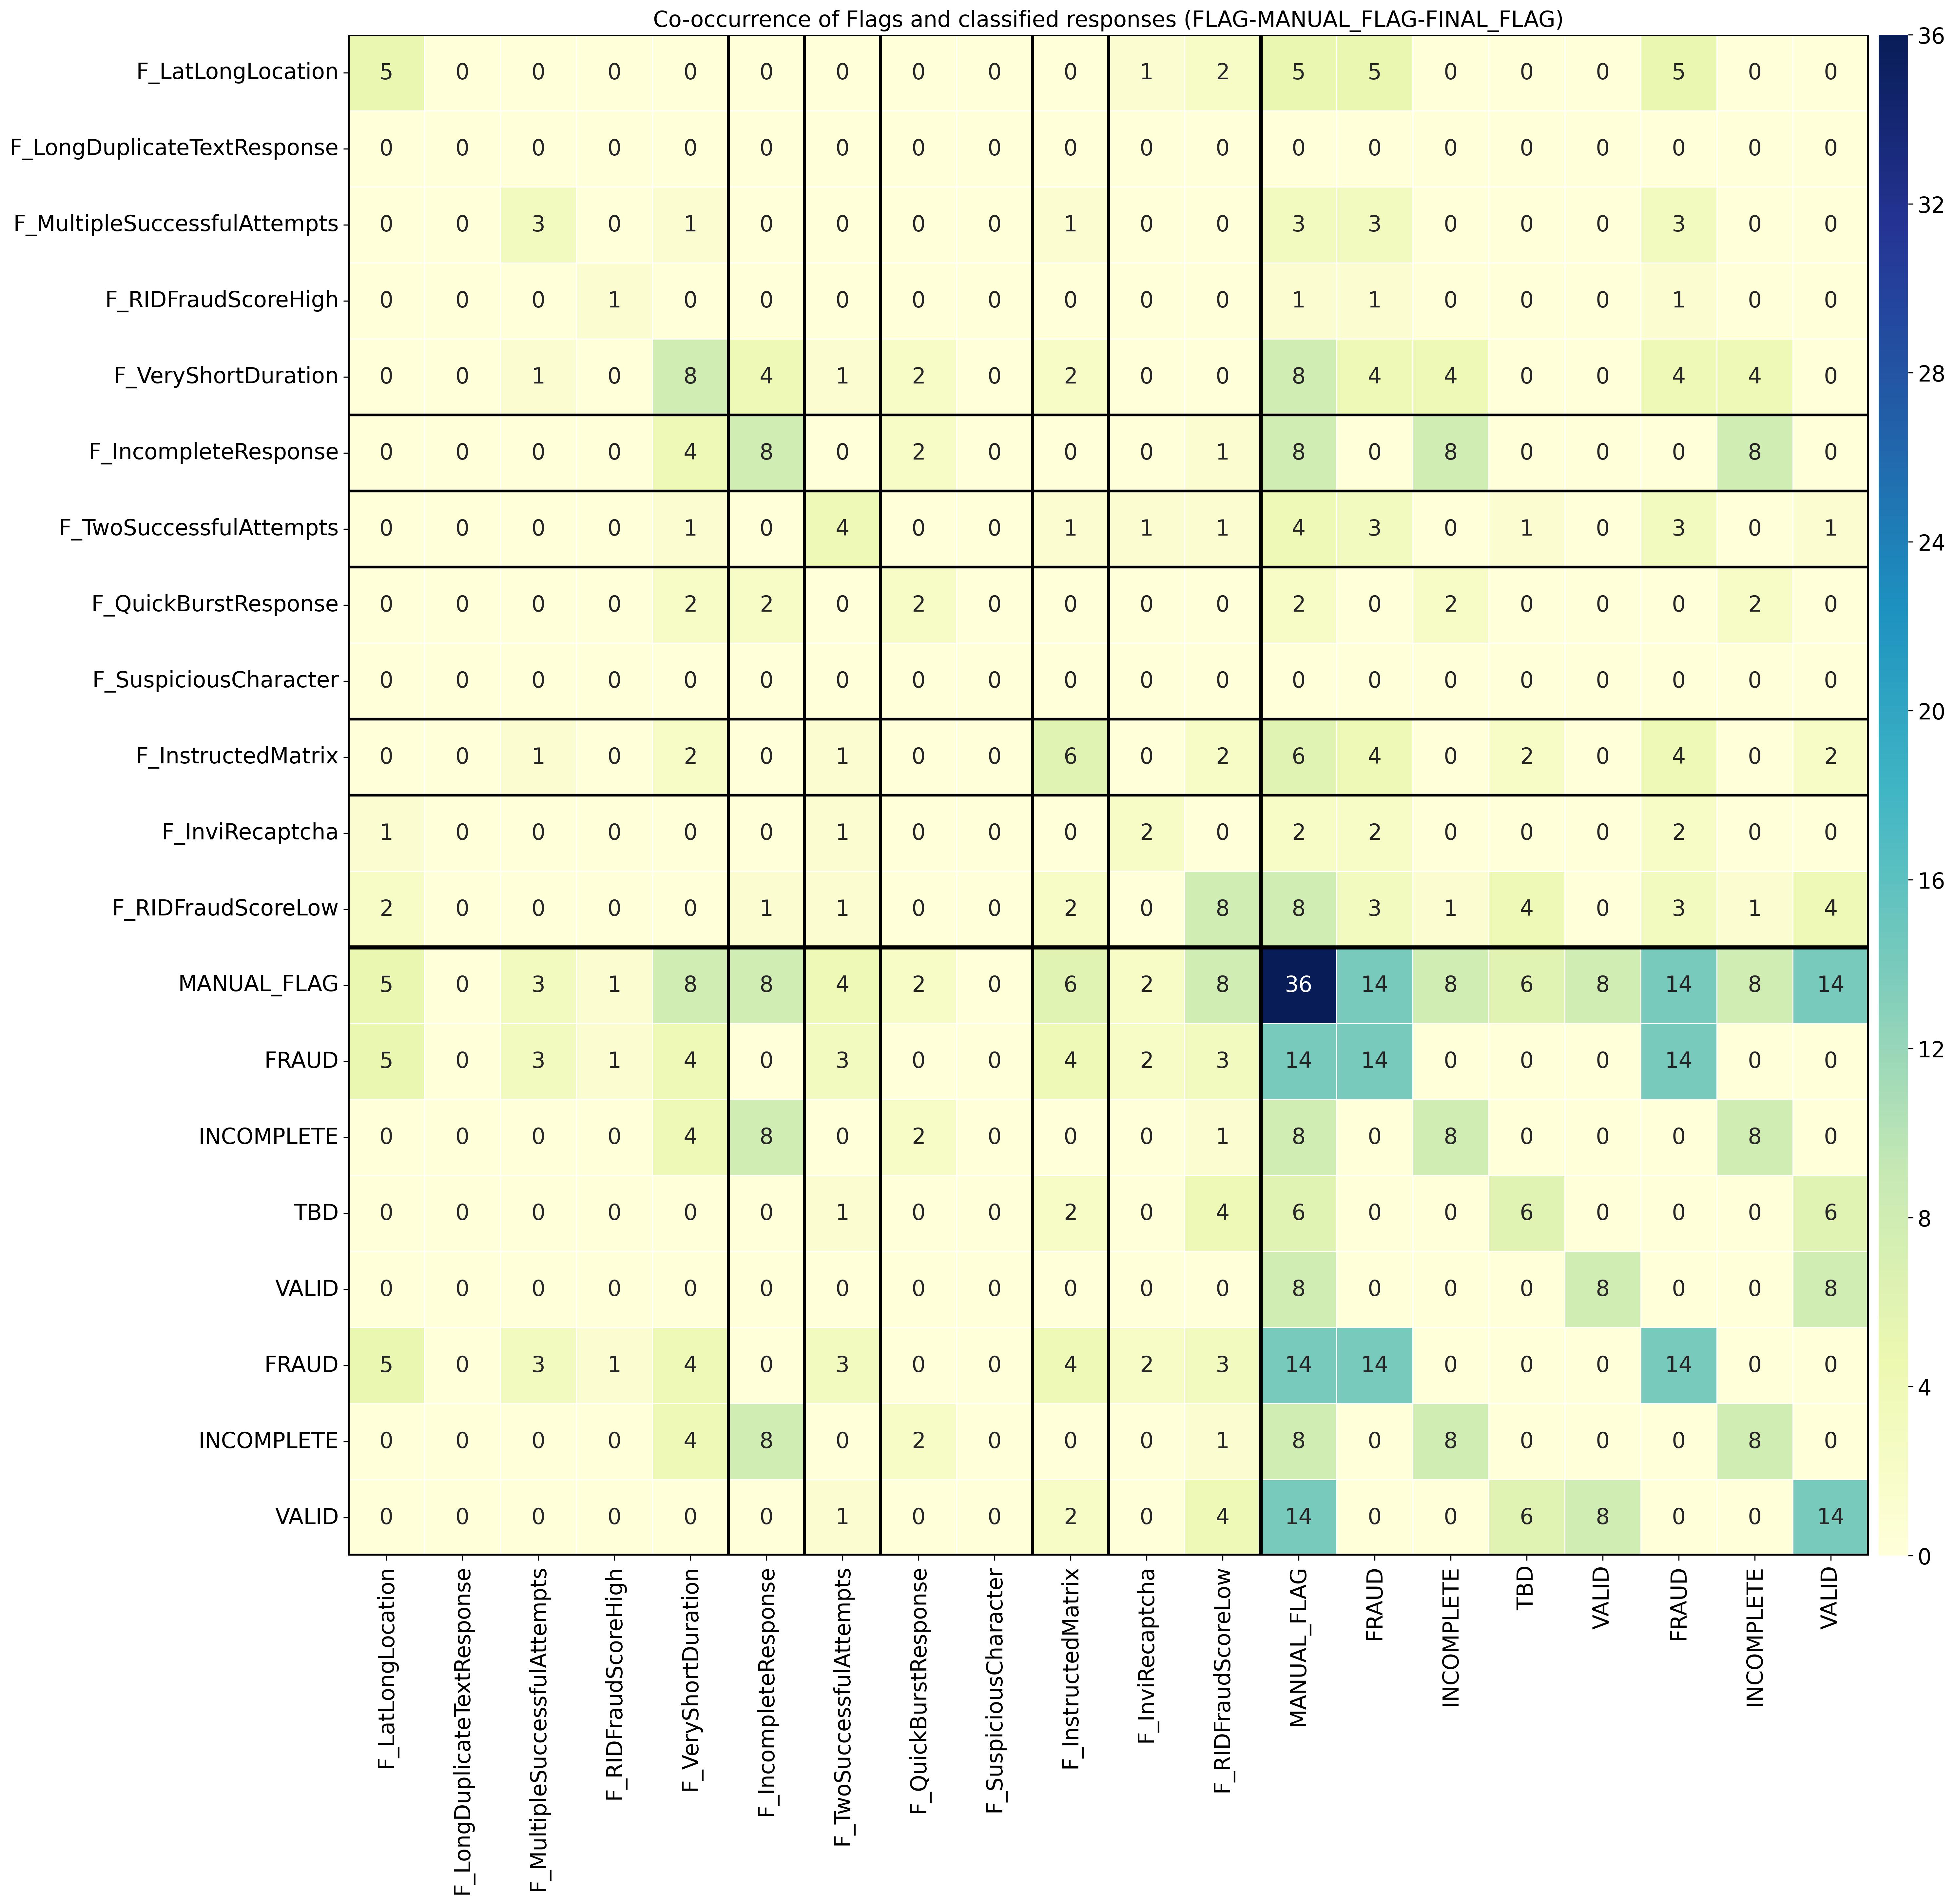 Co-occurrence of Flags and classified responses (FLAG-MANUAL_FLAG-FINAL_FLAG)
F_LatLongLocation 5 0 0 0 0 0 0 0 0 0 1 2 5 5 0 0 0 5 0 0
F_LongDuplicateTextResponse 0 0 0 0 0 0 0 0 0 0 0 0 0 0 0 0 0 0 0 0
F_MultipleSuccessfulAttempts 0 0 3 0 1 0 0 0 0 1 0 0 3 3 0 0 0 3 0 0
F_RIDFraudScoreHigh 0 0 0 1 0 0 0 0 0 0 0 0 1 1 0 0 0 1 0 0
F_VeryShortDuration 0 0 1 0 8 4 1 2 0 2 0 0 8 4 4 0 0 4 4 0
F_IncompleteResponse 0 0 0 0 4 8 0 2 0 0 0 1 8 0 8 0 0 0 8 0
F_TwoSuccessfulAttempts 0 0 0 0 1 0 4 0 0 1 1 1 4 3 0 1 0 3 0 1
F_QuickBurstResponse 0 0 0 0 2 2 0 2 0 0 0 0 2 0 2 0 0 0 2 0
F_SuspiciousCharacter 0 0 0 0 0 0 0 0 0 0 0 0 0 0 0 0 0 0 0 0
F_InstructedMatrix 0 0 1 0 2 0 1 0 0 6 0 2 6 4 0 2 0 4 0 2
F_InviRecaptcha 1 0 0 0 0 0 1 0 0 0 2 0 2 2 0 0 0 2 0 0
F_RIDFraudScoreLow 2 0 0 0 0 1 1 0 0 2 0 8 8 3 1 4 0 3 1 4
MANUAL_FLAG 5 0 3 1 8 8 4 2 0 6 2 8 36 14 8 6 8 14 8 14
FRAUD 5 0 3 1 4 0 3 0 0 4 2 3 14 14 0 0 0 14 0 0
INCOMPLETE 0 0 0 0 4 8 0 2 0 0 0 1 8 0 8 0 0 0 8 0
TBD 0 0 0 0 0 0 1 0 0 2 0 4 6 0 0 6 0 0 0 6
VALID 0 0 0 0 0 0 0 0 0 0 0 0 8 0 0 0 8 0 0 8
FRAUD 5 0 3 1 4 0 3 0 0 4 2 3 14 14 0 0 0 14 0 0
INCOMPLETE 0 0 0 0 4 8 0 2 0 0 0 1 8 0 8 0 0 0 8 0
VALID 0 0 0 0 0 0 1 0 0 2 0 4 14 0 0 6 8 0 0 14
F_LatLongLocation
F_LongDuplicateTextResponse
F_MultipleSuccessfulAttempts
F_RIDFraudScoreHigh
F_VeryShortDuration
F_IncompleteResponse
F_TwoSuccessfulAttempts
F_QuickBurstResponse
F_SuspiciousCharacter
F_InstructedMatrix
F_InviRecaptcha
F_RIDFraudScoreLow
MANUAL_FLAG
FRAUD
INCOMPLETE
TBD
VALID
FRAUD
INCOMPLETE
VALID
36
32
28
24
20
16
12
8
4
0